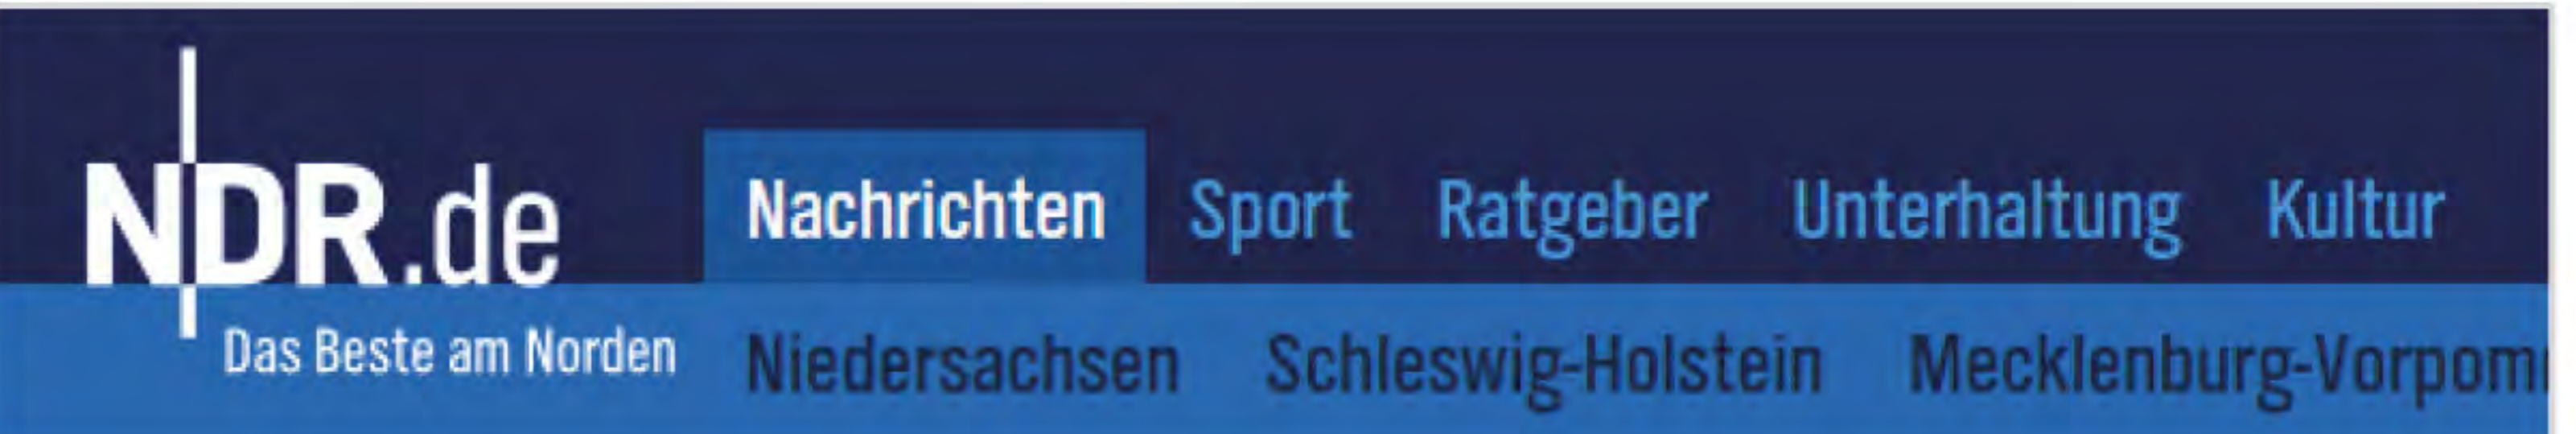 NDR.de
Nachrichten Sport Ratgeber Unterhaltung Kultur
Das Beste am Norden
Niedersachsen Schleswig-Holstein